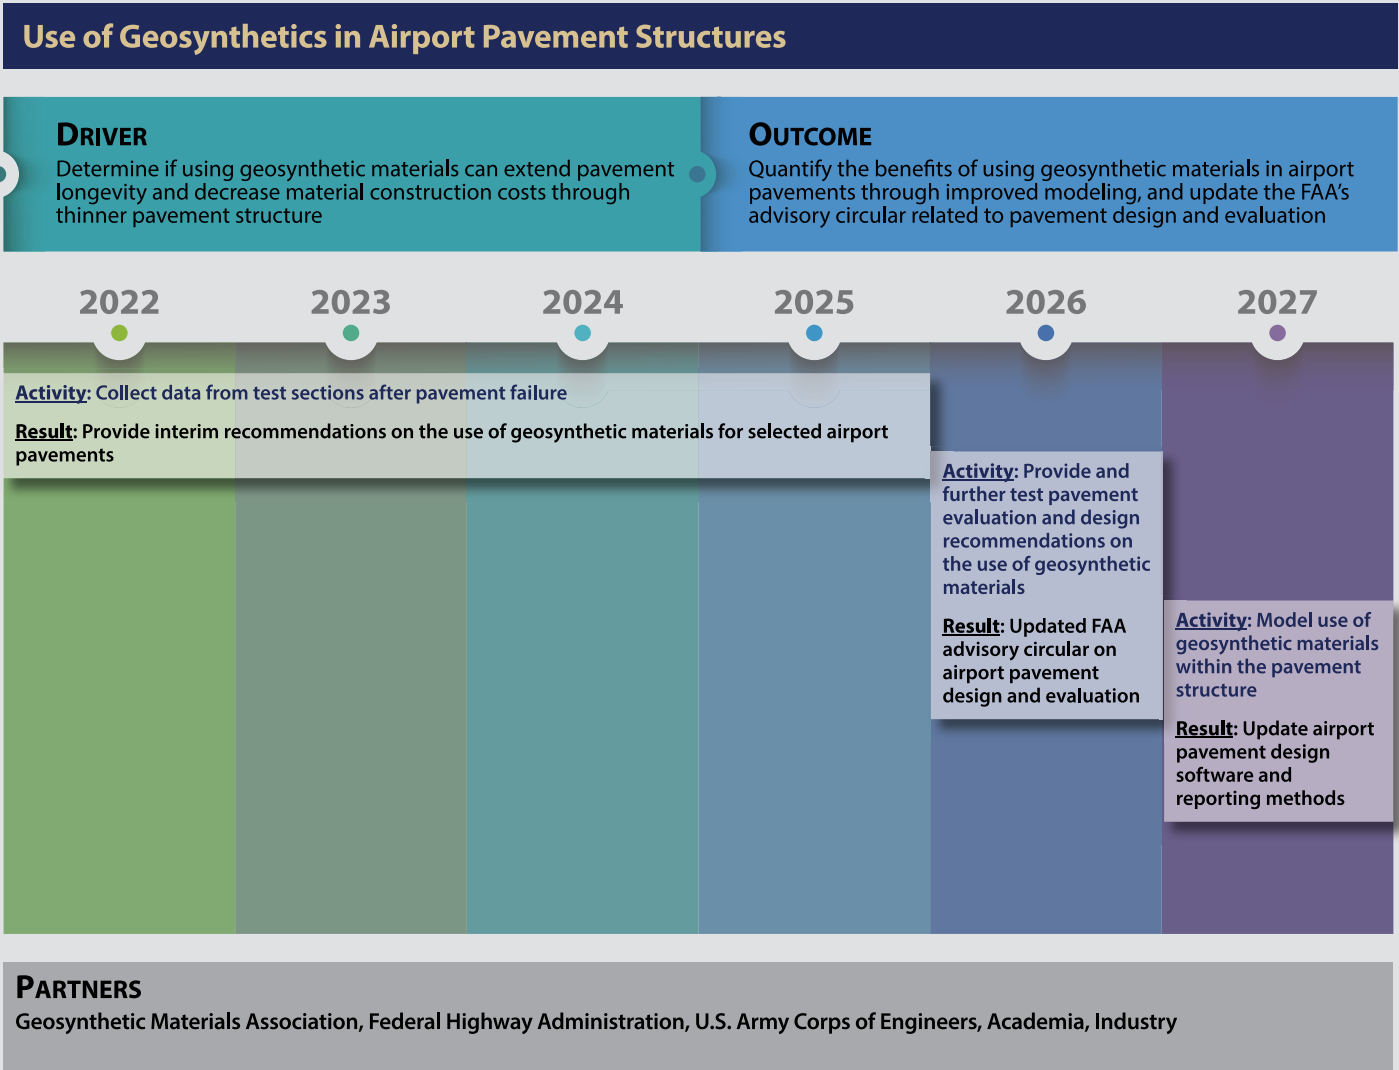 Use of Geosynthetics in Airport Pavement Structures
DRIVER
Determine if using geosynthetic materials can extend pavement
longevity and decrease material construction costs through
thinner pavement structure
OUTCOME
Quantify the benefits of using geosynthetic materials in airport
pavements through improved modeling, and update the FAA's
advisory circular related to pavement design and evaluation
2022 2023 2024 2025 2026 2027
Activity: Collect data from test sections after pavement failure
Result: Provide interim recommendations on the use of geosynthetic materials for selected airport
pavements
Activity: Provide and
further test pavement
evaluation and design
recommendations on
the use of geosynthetic
materials
Result: Updated FAA
advisory circular on
airport pavement
design and evaluation
Activity: Model use of
geosynthetic materials
within the pavement
structure
Result: Update airport
pavement design
software and
reporting methods
PARTNERS
Geosynthetic Materials Association, Federal Highway Administration, U.S. Army Corps of Engineers, Academia, Industry